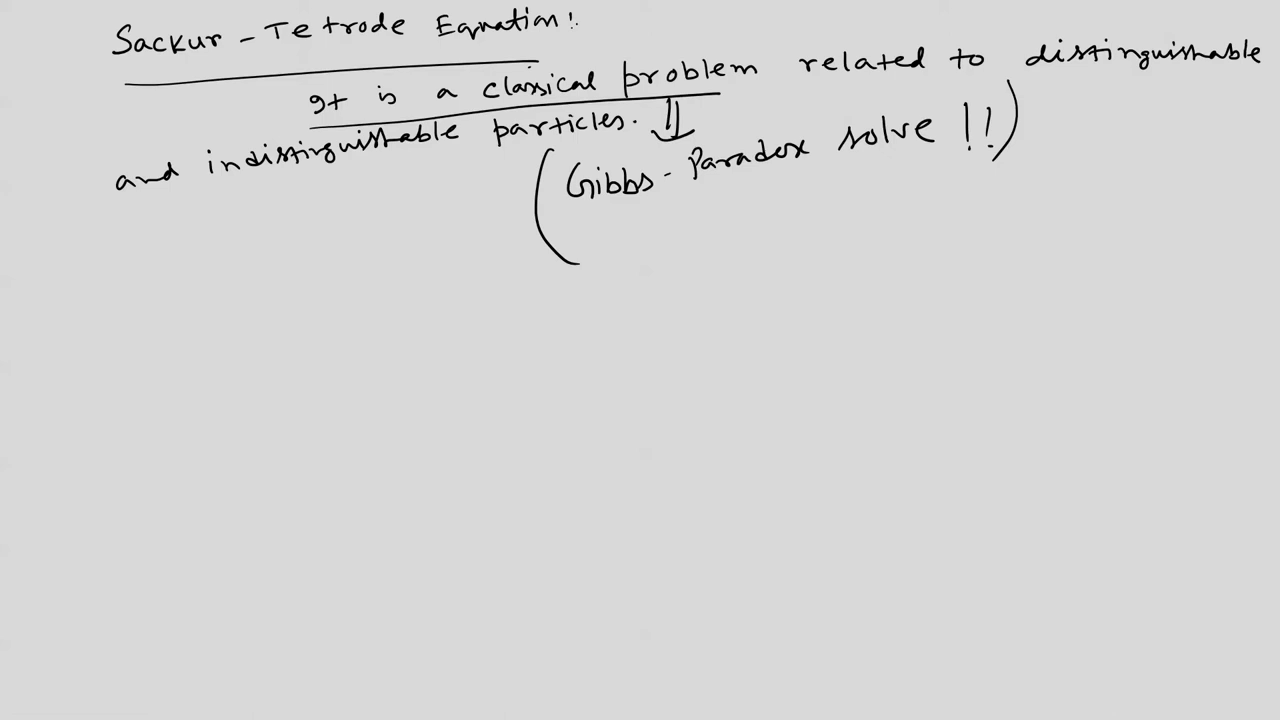 Sackur-Tetrode Equation:
It is a classical problem related to distinguishable
and indistinguishable particles.
(Gibbs-Paradox solve !!)